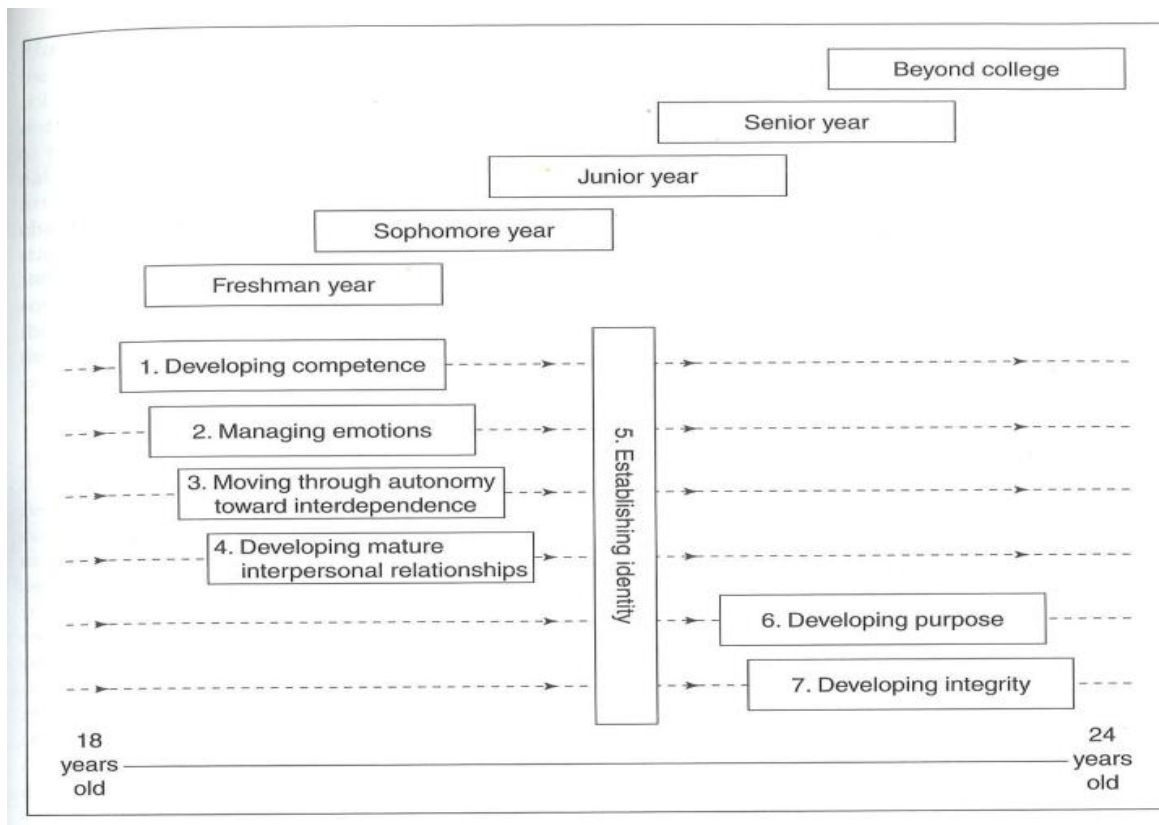 Beyond college
Senior year
Junior year
Sophomore year
Freshman year
1. Developing competence
2. Managing emotions
3. Moving through autonomy
toward interdependence
4. Developing mature
interpersonal relationships
5. Establishing identity
6. Developing purpose
7. Developing integrity
18
years
old
24
years
old